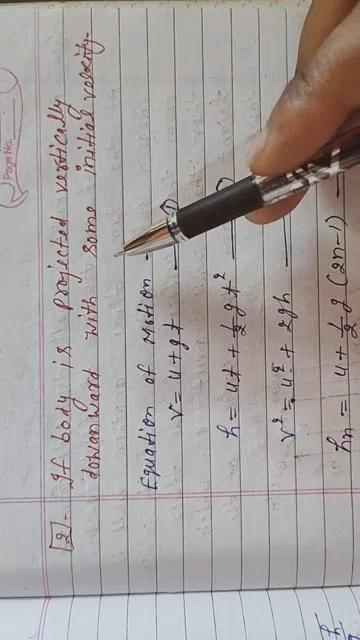 Page No.
2 - If body is projected vertically
downward with some initial velocity.
Equation of Motion -
v = u + gt
h = ut + 1/2 gt²
v² = u² + 2gh
hn = u + 1/2 g (2n-1)
h